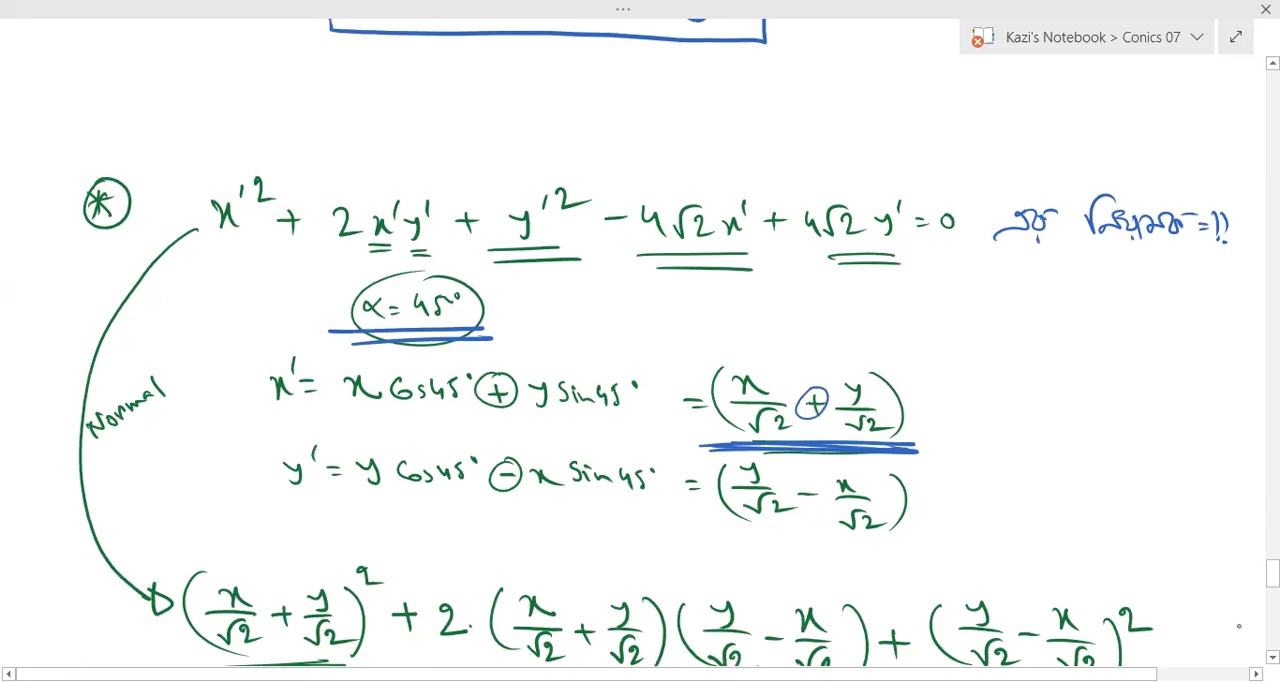 Kazi's Notebook > Conics 07
x'² + 2x'y' + y'² - 4√2 x' + 4√2 y' = 0
α = 45°
x' = x Cos45° + y Sin45° = (x/√2 + y/√2)
Normal
y' = y Cos45° - x Sin45° = (y/√2 - x/√2)
(x/√2 + y/√2)² + 2.(x/√2 + y/√2)(y/√2 - x/√2) + (y/√2 - x/√2)²